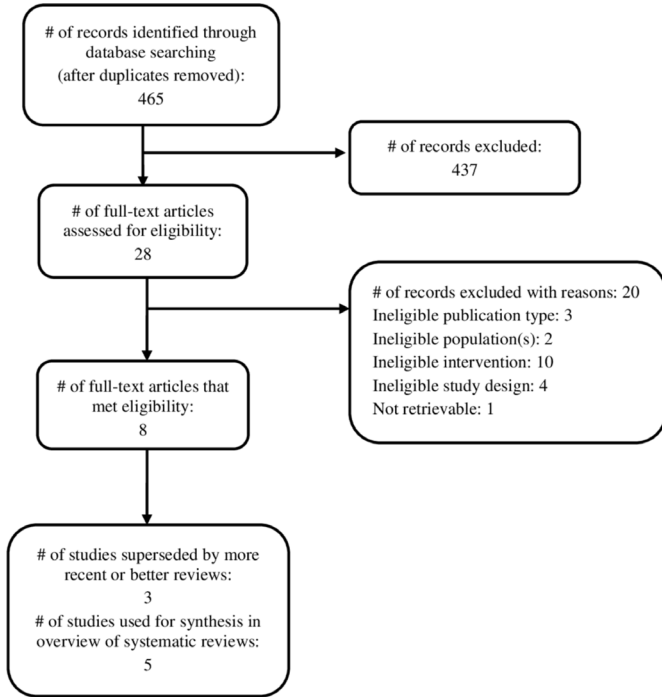 # of records identified through
database searching
(after duplicates removed):
465
# of records excluded:
437
# of full-text articles
assessed for eligibility:
28
# of records excluded with reasons: 20
Ineligible publication type: 3
Ineligible population(s): 2
Ineligible intervention: 10
Ineligible study design: 4
Not retrievable: 1
# of full-text articles that
met eligibility:
8
# of studies superseded by more
recent or better reviews:
3
# of studies used for synthesis in
overview of systematic reviews:
5